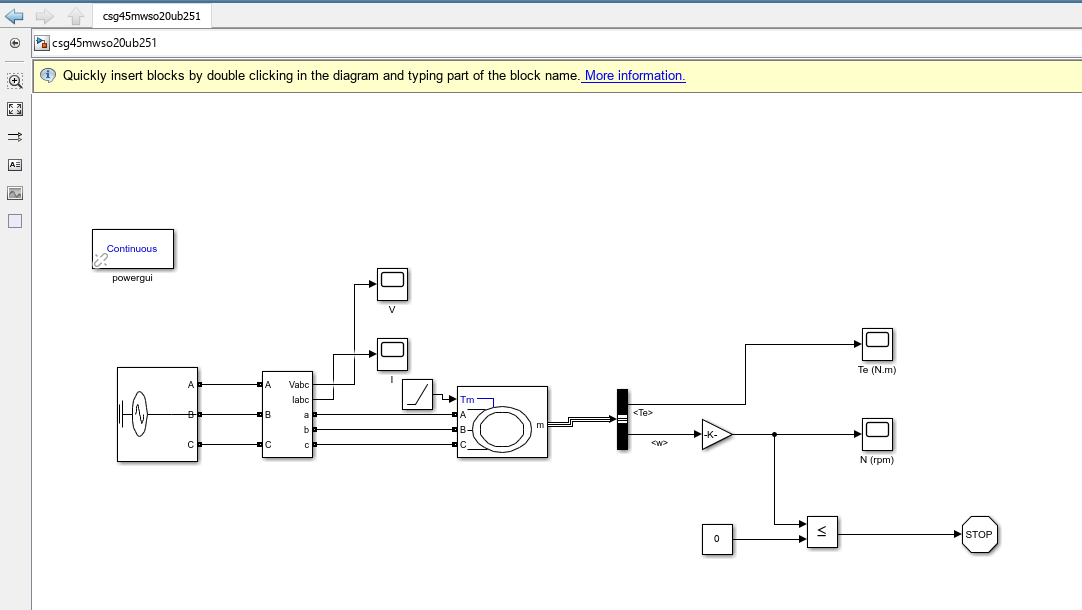 csg45mwso20ub251
csg45mwso20ub251
Quickly insert blocks by double clicking in the diagram and typing part of the block name. More information.
Continuous
powergui
V
I
A
B
C
A
B
C
Vabc
Iabc
a
b
c
Tm
A
B
C
m
<Te>
<w>
-K-
Te (N.m)
N (rpm)
0
≤
STOP